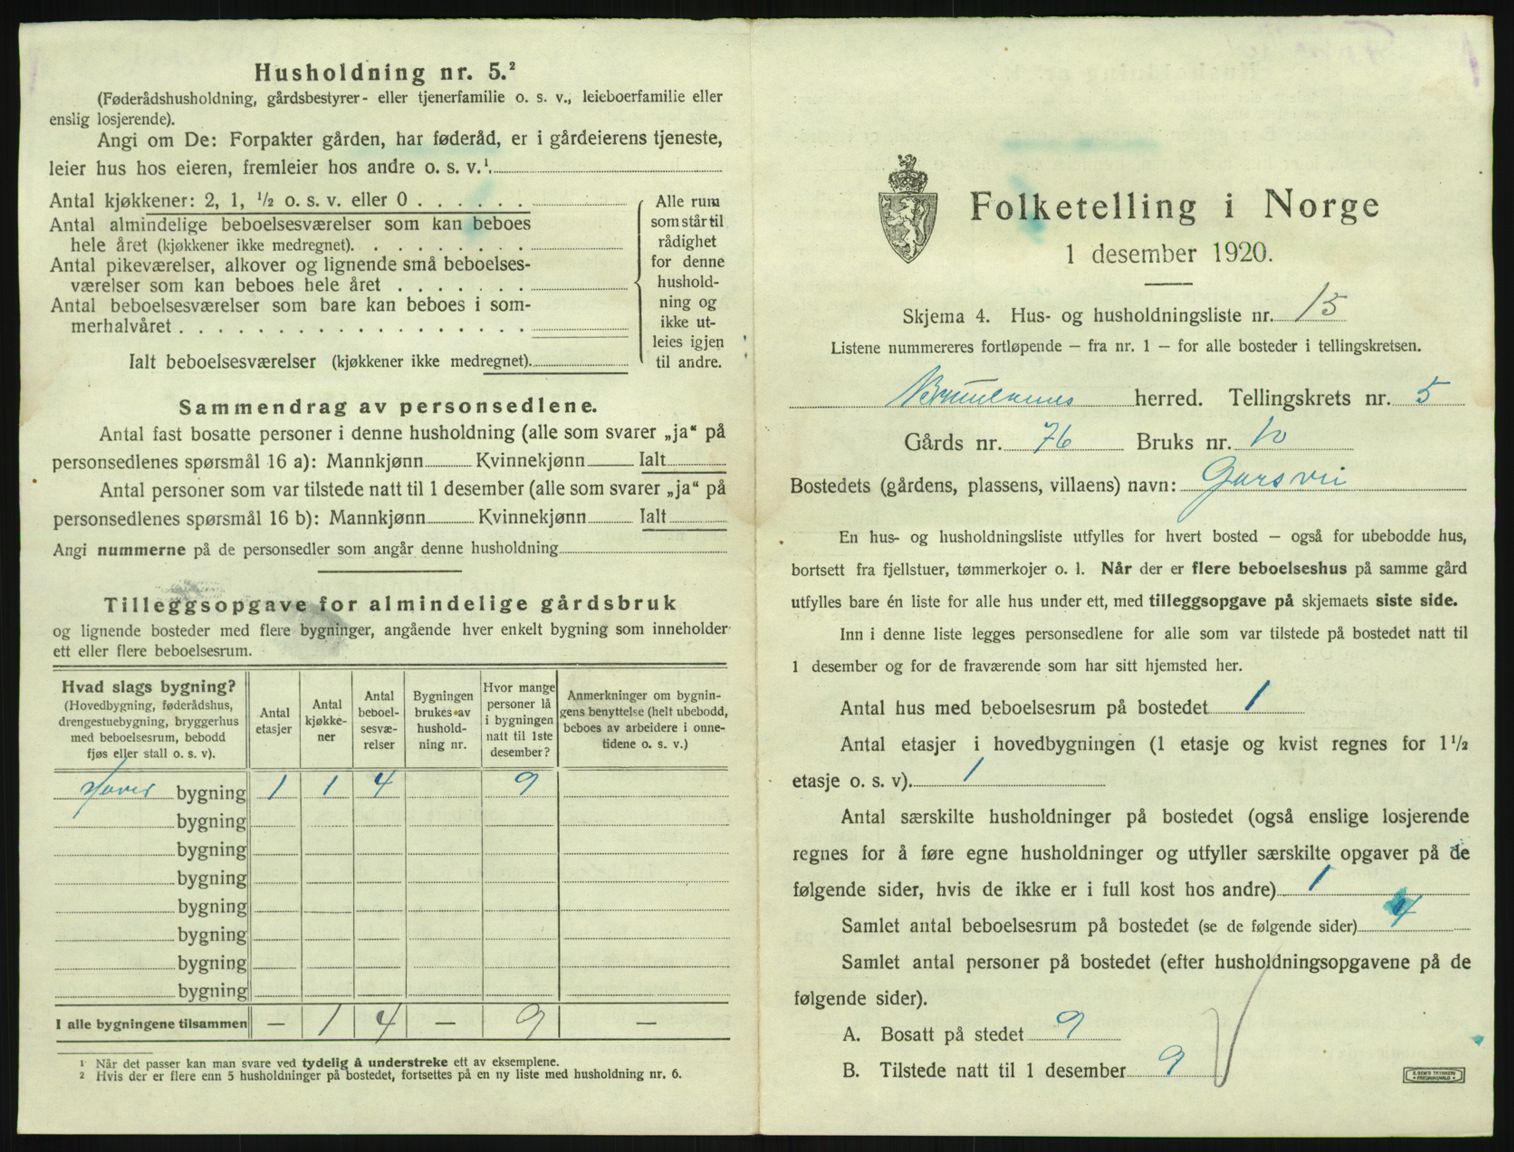 Husholdning nr. 5.²
(Føderådshusholdning, gårdsbestyrer- eller tjenerfamilie o. s. v., leieboerfamilie eller
enslig losjerende).
Angi om De: Forpakter gården, har føderåd, er i gårdeierens tjeneste,
leier hus hos eieren, fremleier hos andre o. s. v.¹.
Antal kjøkkener: 2, 1, ½ o. s. v. eller 0
Antal almindelige beboelsesværelser som kan beboes
hele året (kjøkkener ikke medregnet).
Antal pikeværelser, alkover og lignende små beboelses-
værelser som kan beboes hele året
Antal beboelsesværelser som bare kan beboes i som-
merhalvåret
Ialt beboelsesværelser (kjøkkener ikke medregnet).
Alle rum
som står til
rådighet
for denne
hushold-
ning og
ikke ut-
leies igjen
til andre.
Sammendrag av personsedlene.
Antal fast bosatte personer i denne husholdning (alle som svarer „ja“ på
personsedlenes spørsmål 16 a): Mannkjønn Kvinnekjønn Ialt
Antal personer som var tilstede natt til 1 desember (alle som svarer „ja“ på
personsedlenes spørsmål 16 b): Mannkjønn Kvinnekjønn Ialt
Angi nummerne på de personsedler som angår denne husholdning
Tilleggsopgave for almindelige gårdsbruk
og lignende bosteder med flere bygninger, angående hver enkelt bygning som inneholder
ett eller flere beboelsesrum.
Hvad slags bygning?
(Hovedbygning, føderådshus,
drengestuebygning, bryggerhus
med beboelsesrum, bebodd
fjøs eller stall o. s. v).
Antal
etasjer
Antal
kjøkke-
ner
Antal
beboel-
sesvæ-
relser
Bygningen
brukes av
hushold-
ning nr.
Hvor mange
personer lå
i bygningen
natt til 1ste
desember?
Anmerkninger om bygnin-
gens benyttelse (helt ubebodd,
beboes av arbeidere i onne-
tidene o. s. v.)
bygning 1 1 4 9
bygning
bygning
bygning
bygning
bygning
bygning
bygning
I alle bygningene tilsammen — 1 4 — 9 —
¹ Når det passer kan man svare ved tydelig å understreke ett av eksemplene.
² Hvis der er flere enn 5 husholdninger på bostedet, fortsettes på en ny liste med husholdning nr. 6.
Folketelling i Norge
1 desember 1920.
Skjema 4. Hus- og husholdningsliste nr. 15
Listene nummereres fortløpende — fra nr. 1 — for alle bosteder i tellingskretsen.
Brunlanes herred. Tellingskrets nr. 5
Gårds nr. 76 Bruks nr. 10
Bostedets (gårdens, plassens, villaens) navn:
En hus- og husholdningsliste utfylles for hvert bosted — også for ubebodde hus,
bortsett fra fjellstuer, tømmerkojer o. l. Når der er flere beboelseshus på samme gård
utfylles bare én liste for alle hus under ett, med tilleggsopgave på skjemaets siste side.
Inn i denne liste legges personsedlene for alle som var tilstede på bostedet natt til
1 desember og for de fraværende som har sitt hjemsted her.
Antal hus med beboelsesrum på bostedet 1
Antal etasjer i hovedbygningen (1 etasje og kvist regnes for 1½
etasje o. s. v). 1
Antal særskilte husholdninger på bostedet (også enslige losjerende
regnes for å føre egne husholdninger og utfyller særskilte opgaver på de
følgende sider, hvis de ikke er i full kost hos andre) 1
Samlet antal beboelsesrum på bostedet (se de følgende sider) 4
Samlet antal personer på bostedet (efter husholdningsopgavene på de
følgende sider).
A. Bosatt på stedet 9
B. Tilstede natt til 1 desember 9